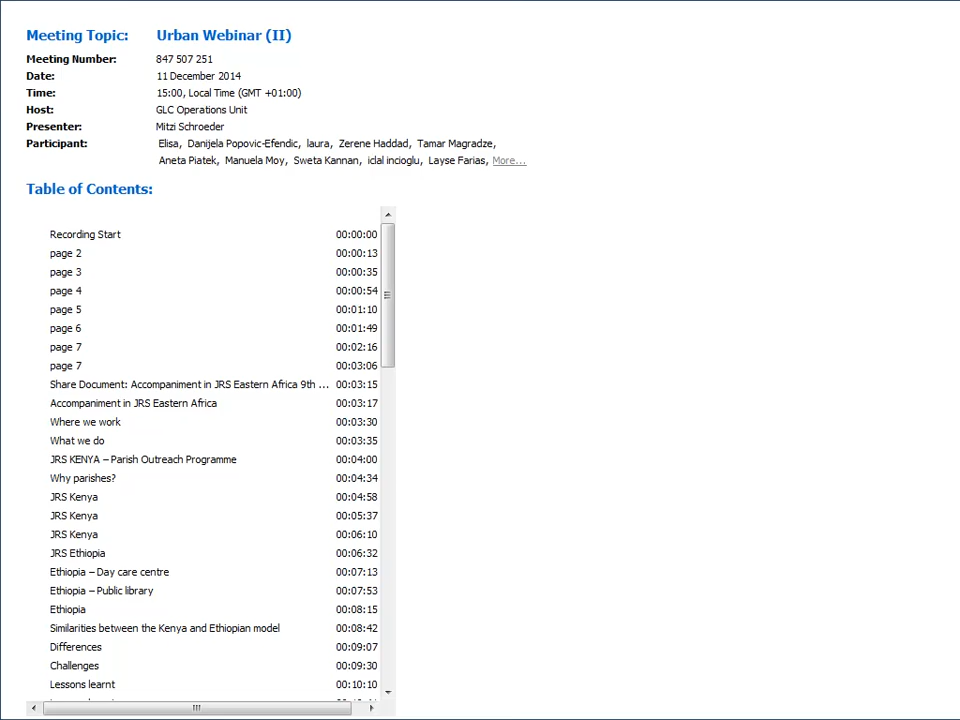 Meeting Topic: Urban Webinar (II)
Meeting Number: 847 507 251
Date: 11 December 2014
Time: 15:00, Local Time (GMT +01:00)
Host: GLC Operations Unit
Presenter: Mitzi Schroeder
Participant: Elisa, Danijela Popovic-Efendic, laura, Zerene Haddad, Tamar Magradze,
Aneta Piatek, Manuela Moy, Sweta Kannan, iclal incioglu, Layse Farias, More...
Table of Contents:
Recording Start 00:00:00
page 2 00:00:13
page 3 00:00:35
page 4 00:00:54
page 5 00:01:10
page 6 00:01:49
page 7 00:02:16
page 7 00:03:06
Share Document: Accompaniment in JRS Eastern Africa 9th ... 00:03:15
Accompaniment in JRS Eastern Africa 00:03:17
Where we work 00:03:30
What we do 00:03:35
JRS KENYA – Parish Outreach Programme 00:04:00
Why parishes? 00:04:34
JRS Kenya 00:04:58
JRS Kenya 00:05:37
JRS Kenya 00:06:10
JRS Ethiopia 00:06:32
Ethiopia – Day care centre 00:07:13
Ethiopia – Public library 00:07:53
Ethiopia 00:08:15
Similarities between the Kenya and Ethiopian model 00:08:42
Differences 00:09:07
Challenges 00:09:30
Lessons learnt 00:10:10